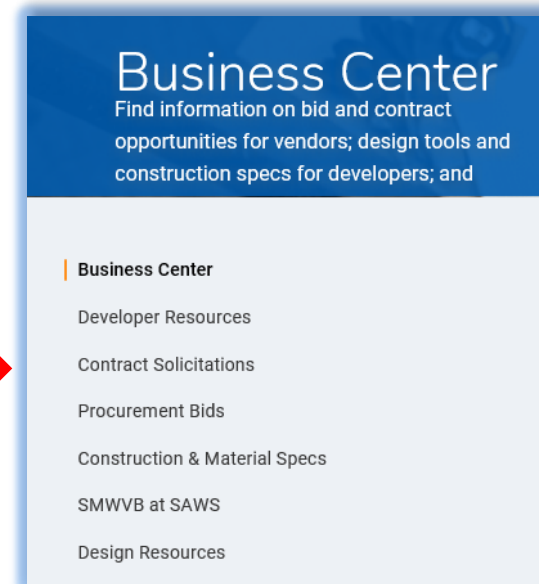 Business Center
Find information on bid and contract
opportunities for vendors; design tools and
construction specs for developers; and
Business Center
Developer Resources
Contract Solicitations
Procurement Bids
Construction & Material Specs
SMWVB at SAWS
Design Resources